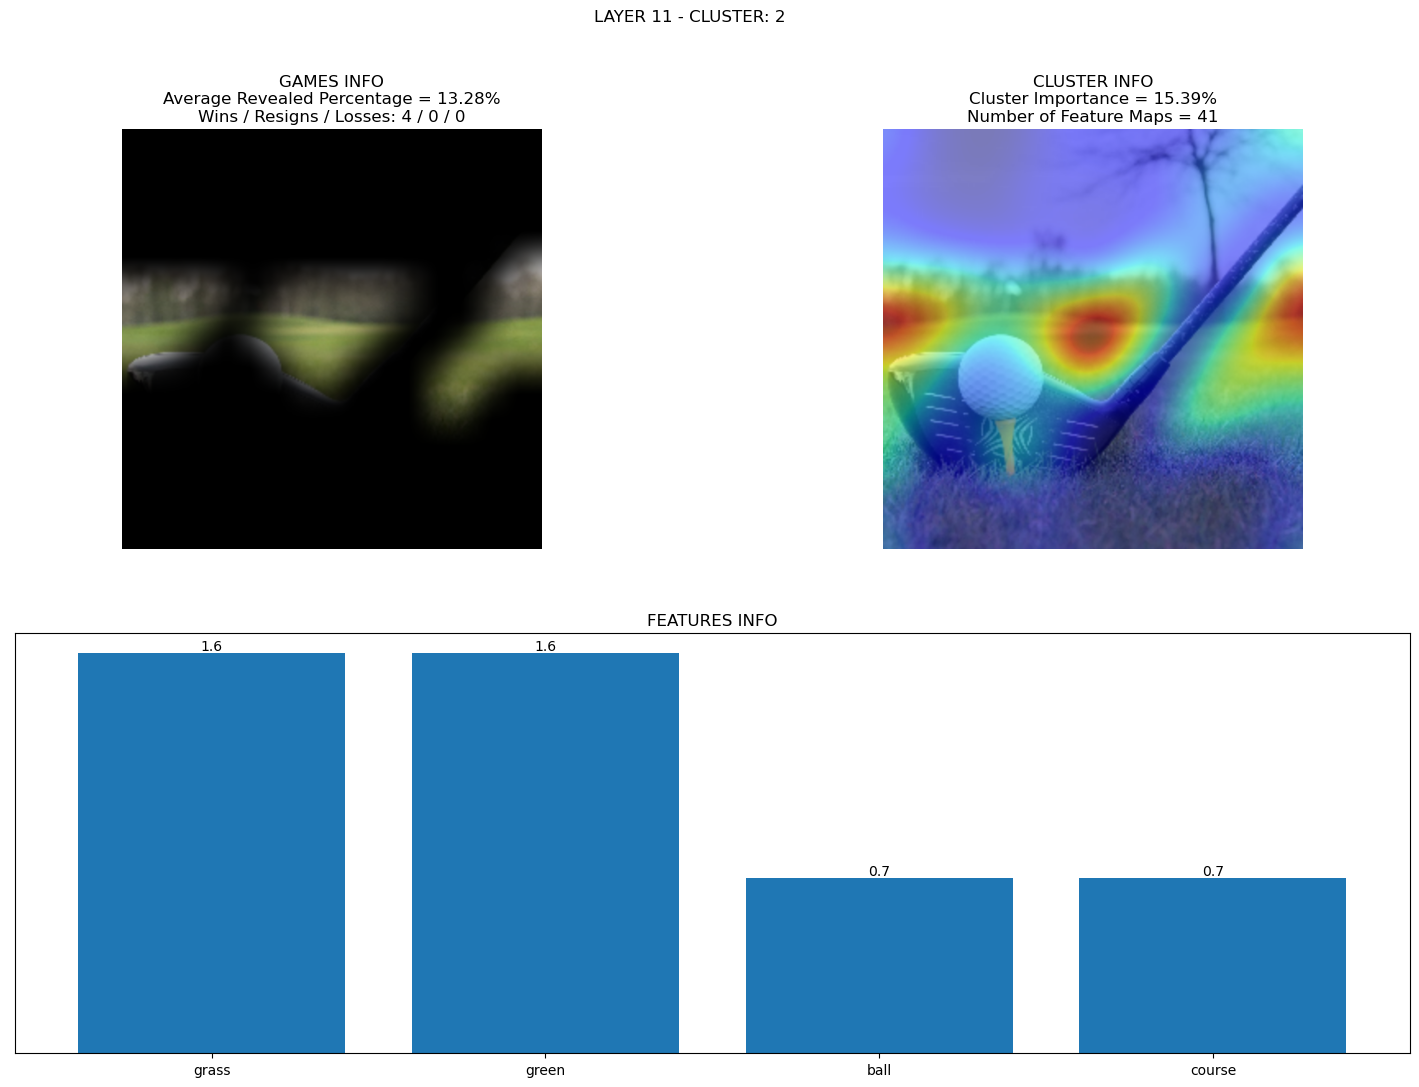 LAYER 11 - CLUSTER: 2
GAMES INFO
Average Revealed Percentage = 13.28%
Wins / Resigns / Losses: 4 / 0 / 0
CLUSTER INFO
Cluster Importance = 15.39%
Number of Feature Maps = 41
FEATURES INFO
1.6
1.6
0.7
0.7
grass
green
ball
course